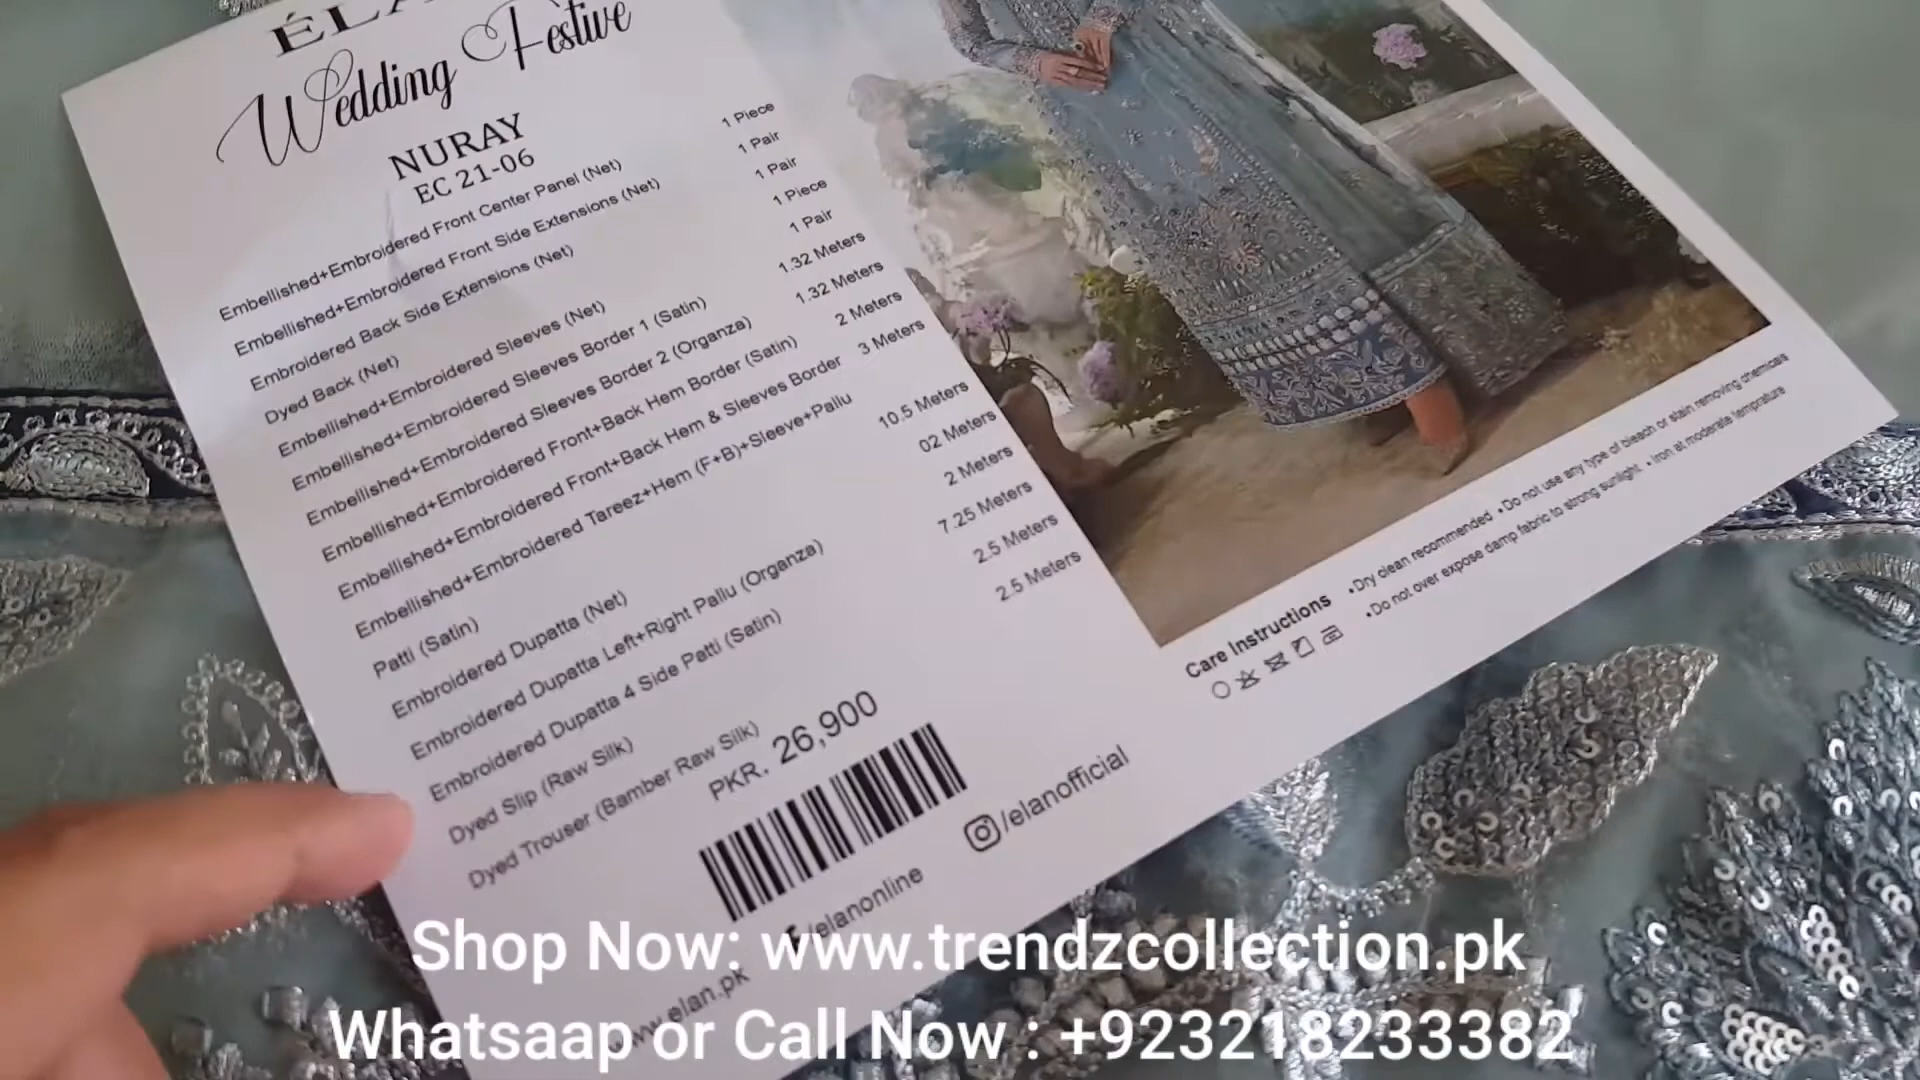 ÉLA
Wedding Festive
NURAY
EC 21-06
Embellished+Embroidered Front Center Panel (Net) 1 Piece
Embellished+Embroidered Front Side Extensions (Net) 1 Pair
Embroidered Back Side Extensions (Net) 1 Pair
Dyed Back (Net) 1 Piece
Embellished+Embroidered Sleeves (Net) 1 Pair
Embellished+Embroidered Sleeves Border 1 (Satin) 1.32 Meters
Embellished+Embroidered Sleeves Border 2 (Organza) 1.32 Meters
Embellished+Embroidered Front+Back Hem Border (Satin) 2 Meters
Embellished+Embroidered Front+Back Hem & Sleeves Border 3 Meters
Embellished+Embroidered Tareez+Hem (F+B)+Sleeve+Pallu
Patti (Satin) 10.5 Meters
Embroidered Dupatta (Net) 02 Meters
Embroidered Dupatta Left+Right Pallu (Organza) 2 Meters
Embroidered Dupatta 4 Side Patti (Satin) 7.25 Meters
Dyed Slip (Raw Silk) 2.5 Meters
Dyed Trouser (Bamber Raw Silk) 2.5 Meters
PKR. 26,900
/elanonline
/elanofficial
www.elan.pk
Care Instructions
•Dry clean recommended •Do not use any type of bleach or stain removing chemicals
•Do not over expose damp fabric to strong sunlight •Iron at moderate temprature
Shop Now: www.trendzcollection.pk
Whatsaap or Call Now : +923218233382